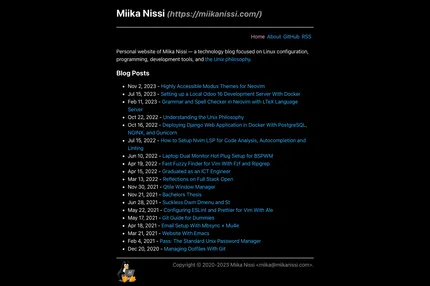 Miika Nissi (https://miikanissi.com/)
Home About GitHub RSS
Personal website of Miika Nissi — a technology blog focused on Linux configuration,
programming, development tools, and the Unix philosophy.
Blog Posts
Nov 2, 2023 - Highly Accessible Modus Themes for Neovim
Jul 15, 2023 - Setting up a Local Odoo 16 Development Server With Docker
Feb 11, 2023 - Grammar and Spell Checker in Neovim with LTeX Language
Server
Oct 22, 2022 - Understanding the Unix Philosophy
Oct 16, 2022 - Deploying Django Web Application in Docker With PostgreSQL,
NGINX, and Gunicorn
Jul 15, 2022 - How to Setup Nvim LSP for Code Analysis, Autocompletion and
Linting
Jun 10, 2022 - Laptop Dual Monitor Hot Plug Setup for BSPWM
Apr 19, 2022 - Fast Fuzzy Finder for Vim With Fzf and Ripgrep
Apr 15, 2022 - Graduated as an ICT Engineer
Mar 13, 2022 - Reflections on Full Stack Open
Nov 30, 2021 - Qtile Window Manager
Nov 21, 2021 - Bachelors Thesis
Jun 28, 2021 - Suckless Dwm Dmenu and St
May 22, 2021 - Configuring ESLint and Prettier for Vim With Ale
May 17, 2021 - Git Guide for Dummies
Apr 18, 2021 - Email Setup With Mbsync + Mu4e
Mar 21, 2021 - Website With Emacs
Feb 4, 2021 - Pass: The Standard Unix Password Manager
Dec 20, 2020 - Managing Dotfiles With Git
Copyright © 2020-2023 Miika Nissi <miika@miikanissi.com>.